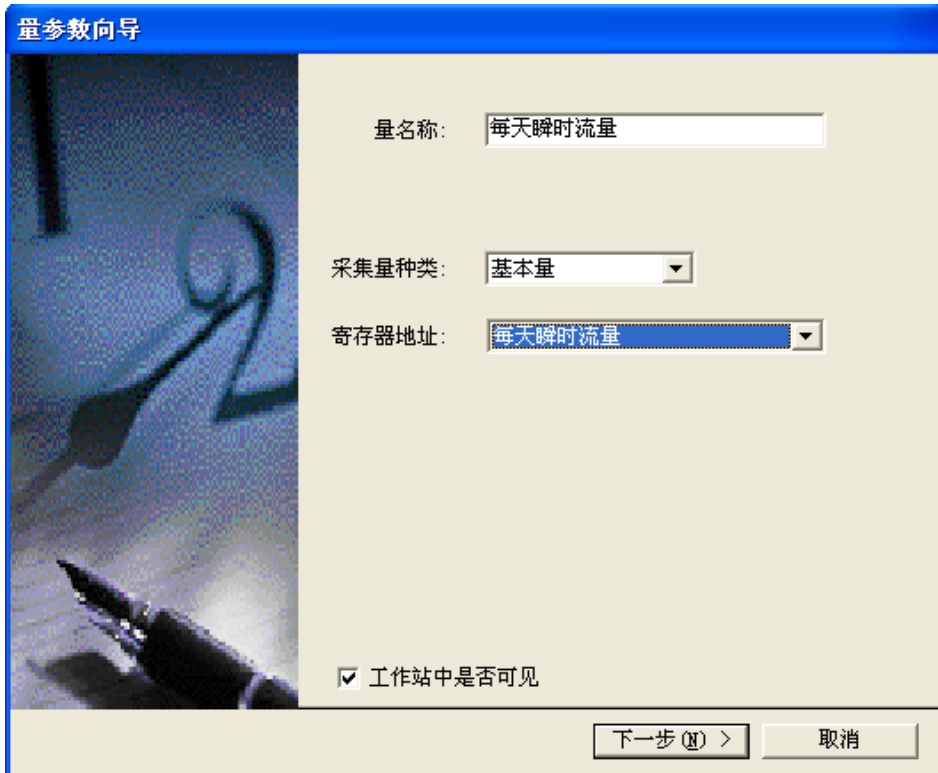 量参数向导
量名称: 每天瞬时流量
采集量种类: 基本量
寄存器地址: 每天瞬时流量
工作站中是否可见
下一步(N) > 取消